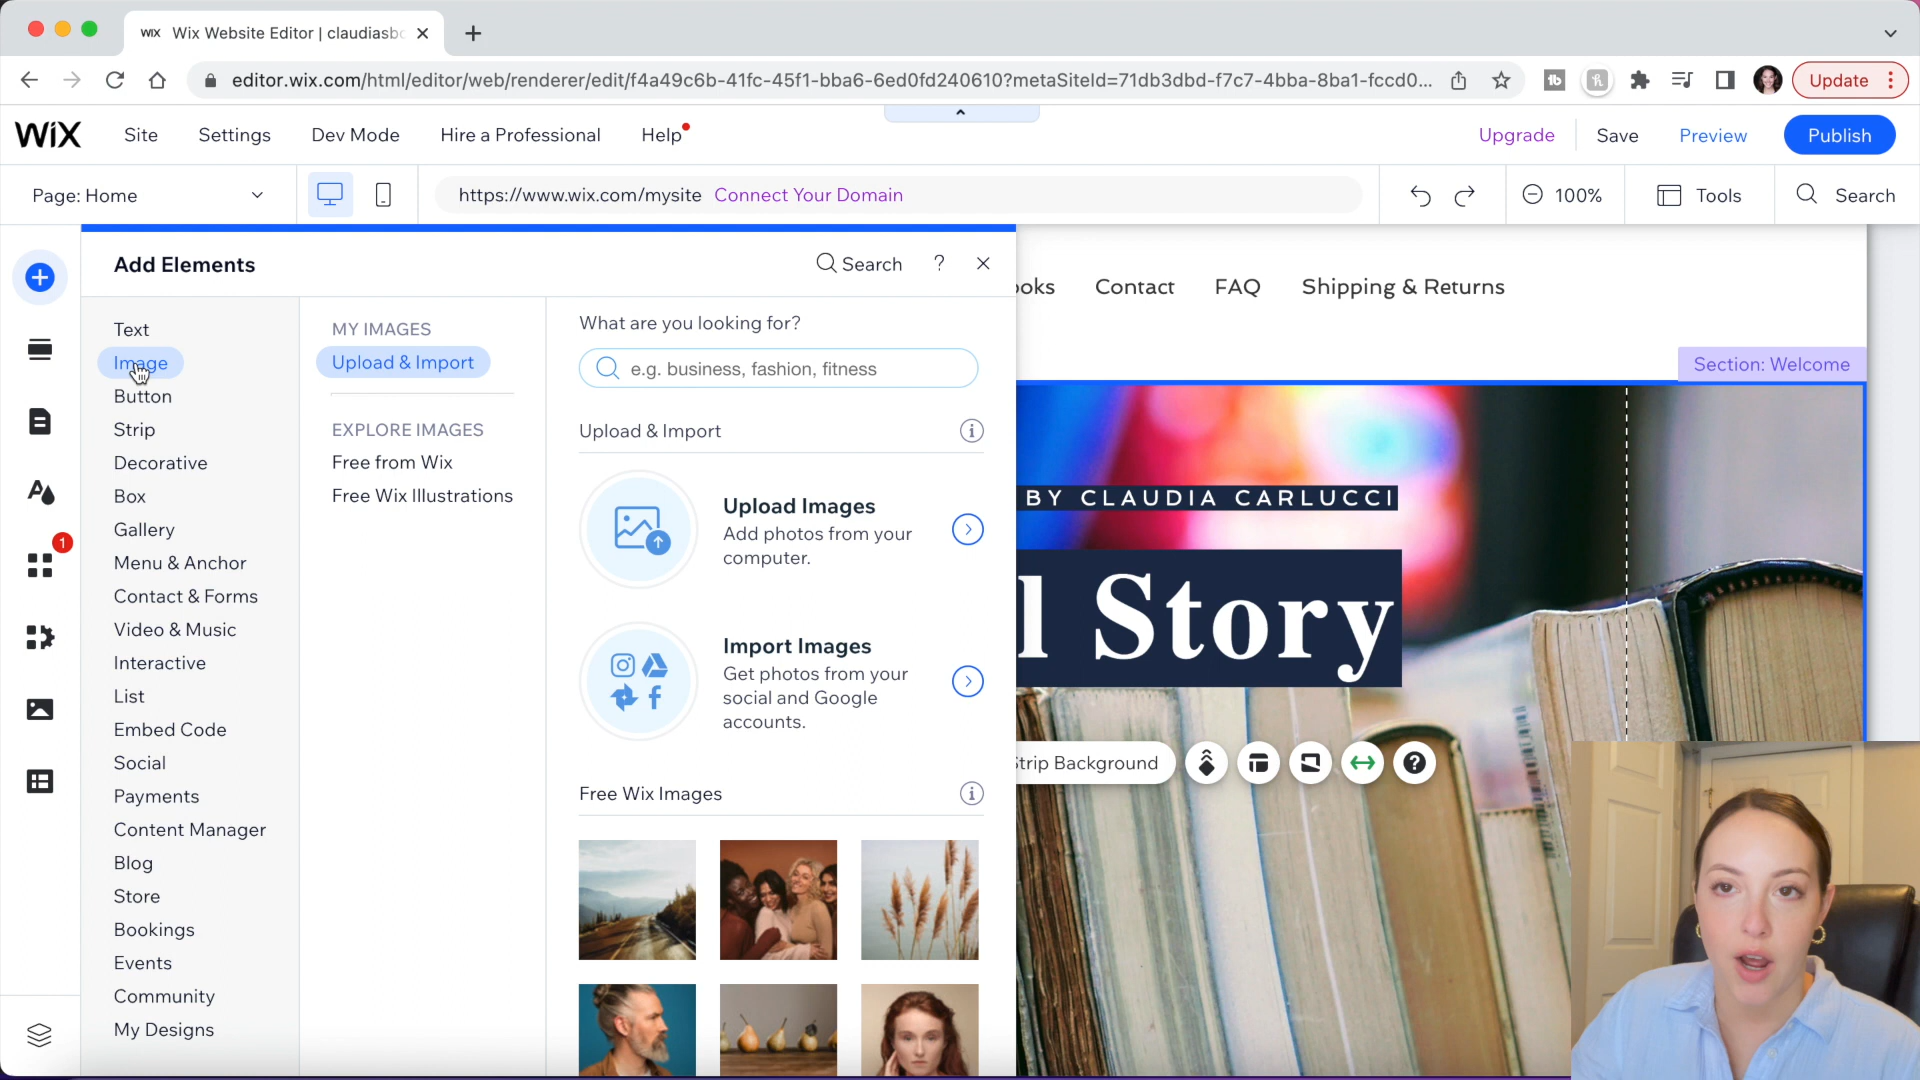 WIX Wix Website Editor | claudiasbo
editor.wix.com/html/editor/web/renderer/edit/f4a49c6b-41fc-45f1-bba6-6ed0fd240610?metaSiteId=71db3dbd-f7c7-4bba-8ba1-fccd0...
Update
WiX Site Settings Dev Mode Hire a Professional Help Upgrade Save Preview Publish
Page: Home https://www.wix.com/mysite Connect Your Domain 100% Tools Search
Add Elements Search ?
Text
Image
Button
Strip
Decorative
Box
Gallery
Menu & Anchor
Contact & Forms
Video & Music
Interactive
List
Embed Code
Social
Payments
Content Manager
Blog
Store
Bookings
Events
Community
My Designs
1
MY IMAGES
Upload & Import
EXPLORE IMAGES
Free from Wix
Free Wix Illustrations
What are you looking for?
e.g. business, fashion, fitness
Upload & Import
Upload Images
Add photos from your
computer.
Import Images
Get photos from your
social and Google
accounts.
Free Wix Images
ooks Contact FAQ Shipping & Returns
Section: Welcome
BY CLAUDIA CARLUCCI
l Story
Strip Background